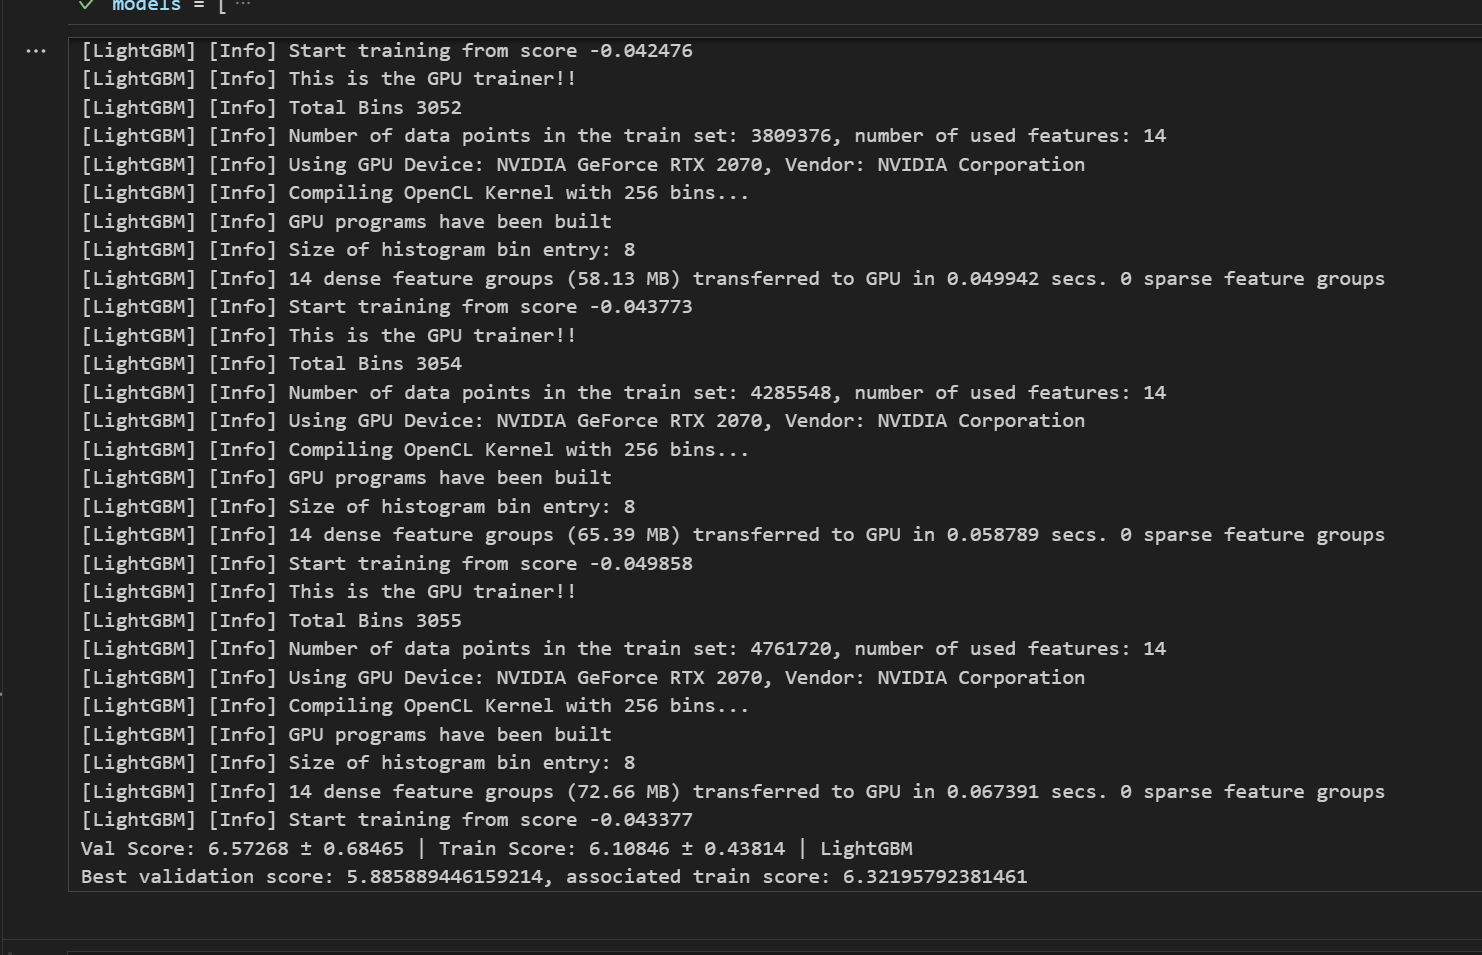 models = [ ...
[LightGBM] [Info] Start training from score -0.042476
[LightGBM] [Info] This is the GPU trainer!!
[LightGBM] [Info] Total Bins 3052
[LightGBM] [Info] Number of data points in the train set: 3809376, number of used features: 14
[LightGBM] [Info] Using GPU Device: NVIDIA GeForce RTX 2070, Vendor: NVIDIA Corporation
[LightGBM] [Info] Compiling OpenCL Kernel with 256 bins...
[LightGBM] [Info] GPU programs have been built
[LightGBM] [Info] Size of histogram bin entry: 8
[LightGBM] [Info] 14 dense feature groups (58.13 MB) transferred to GPU in 0.049942 secs. 0 sparse feature groups
[LightGBM] [Info] Start training from score -0.043773
[LightGBM] [Info] This is the GPU trainer!!
[LightGBM] [Info] Total Bins 3054
[LightGBM] [Info] Number of data points in the train set: 4285548, number of used features: 14
[LightGBM] [Info] Using GPU Device: NVIDIA GeForce RTX 2070, Vendor: NVIDIA Corporation
[LightGBM] [Info] Compiling OpenCL Kernel with 256 bins...
[LightGBM] [Info] GPU programs have been built
[LightGBM] [Info] Size of histogram bin entry: 8
[LightGBM] [Info] 14 dense feature groups (65.39 MB) transferred to GPU in 0.058789 secs. 0 sparse feature groups
[LightGBM] [Info] Start training from score -0.049858
[LightGBM] [Info] This is the GPU trainer!!
[LightGBM] [Info] Total Bins 3055
[LightGBM] [Info] Number of data points in the train set: 4761720, number of used features: 14
[LightGBM] [Info] Using GPU Device: NVIDIA GeForce RTX 2070, Vendor: NVIDIA Corporation
[LightGBM] [Info] Compiling OpenCL Kernel with 256 bins...
[LightGBM] [Info] GPU programs have been built
[LightGBM] [Info] Size of histogram bin entry: 8
[LightGBM] [Info] 14 dense feature groups (72.66 MB) transferred to GPU in 0.067391 secs. 0 sparse feature groups
[LightGBM] [Info] Start training from score -0.043377
Val Score: 6.57268 ± 0.68465 | Train Score: 6.10846 ± 0.43814 | LightGBM
Best validation score: 5.885889446159214, associated train score: 6.32195792381461